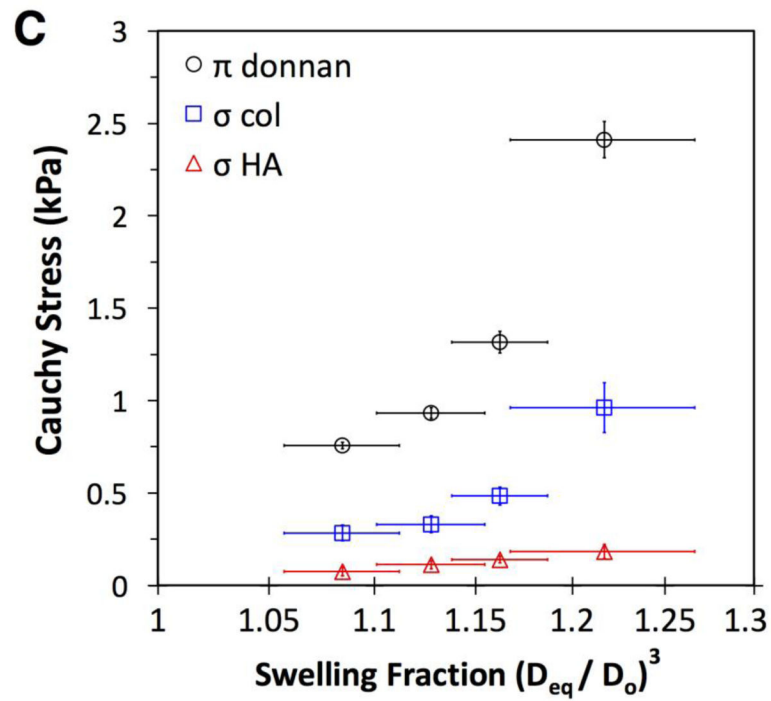 C
3
2.5
2
1.5
1
0.5
0
Cauchy Stress (kPa)
π donnan
σ col
σ HA
1 1.05 1.1 1.15 1.2 1.25 1.3
Swelling Fraction (Deq / Do)3